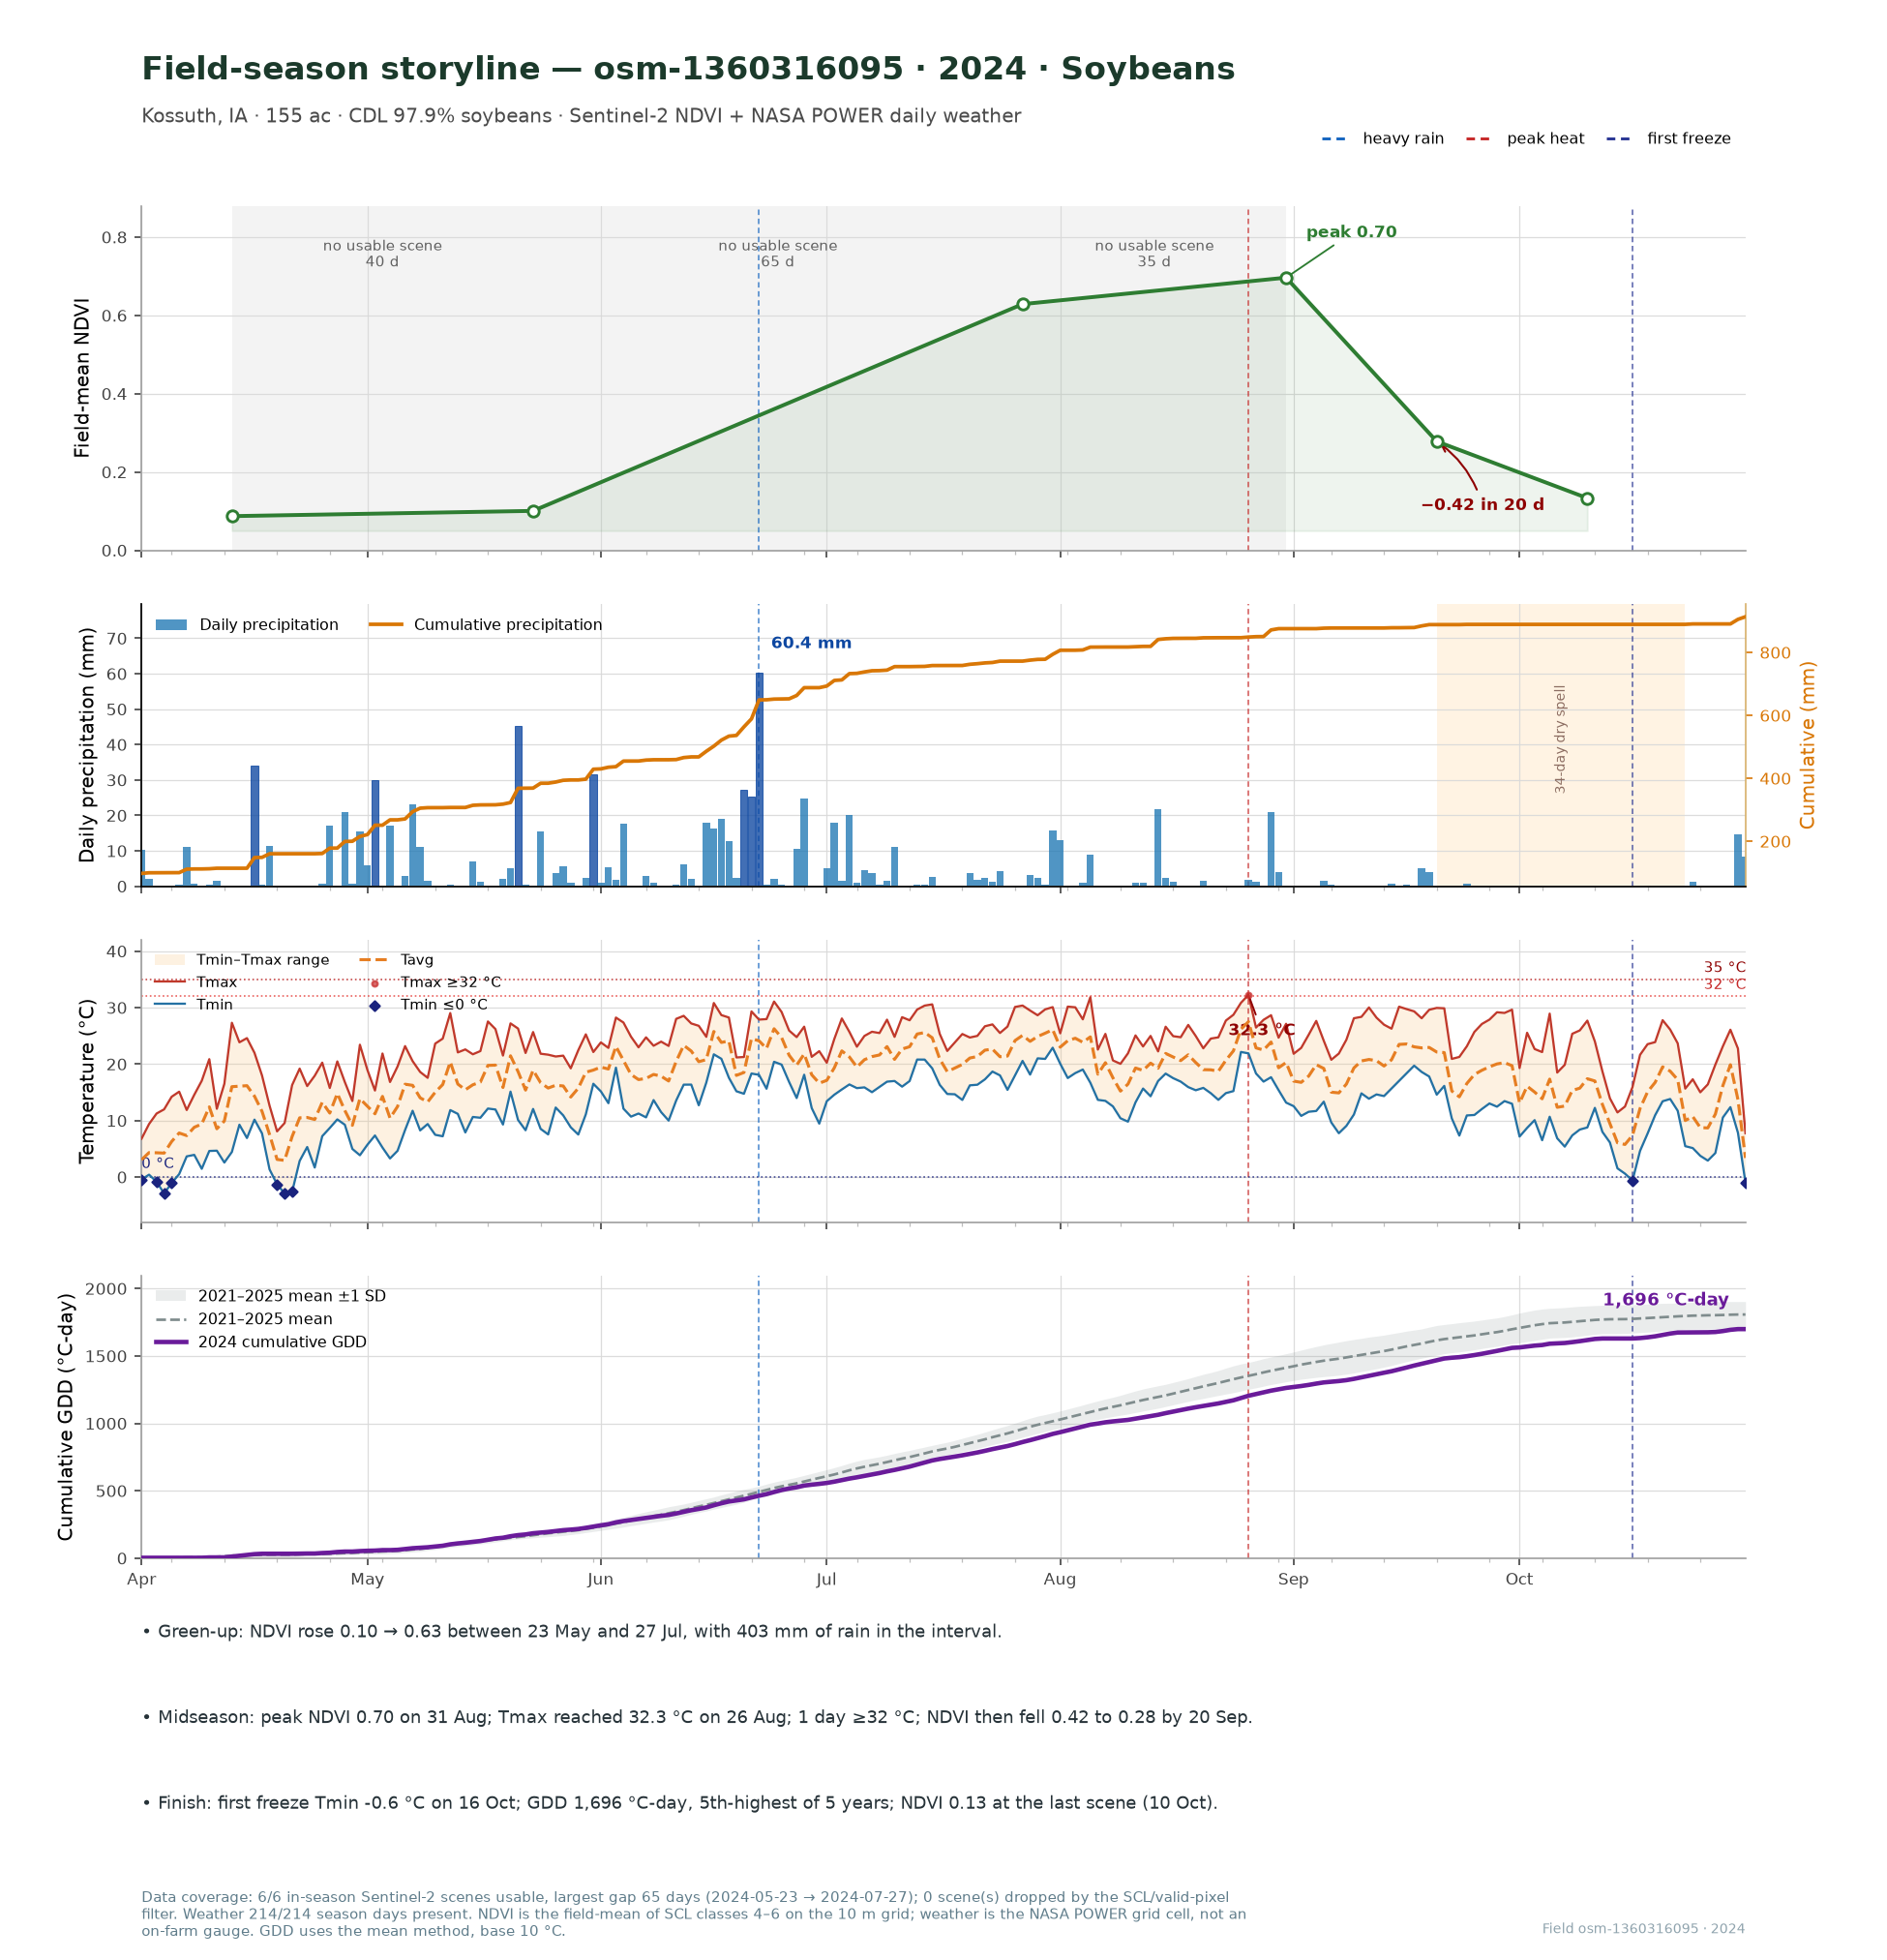 Field-season storyline — osm-1360316095 · 2024 · Soybeans
Kossuth, IA · 155 ac · CDL 97.9% soybeans · Sentinel-2 NDVI + NASA POWER daily weather
heavy rain
peak heat
first freeze
Field-mean NDVI
0.8
0.6
0.4
0.2
0.0
no usable scene
40 d
no usable scene
65 d
no usable scene
35 d
peak 0.70
−0.42 in 20 d
Daily precipitation (mm)
70
60
50
40
30
20
10
0
Daily precipitation
Cumulative precipitation
60.4 mm
34-day dry spell
800
600
400
200
Cumulative (mm)
Temperature (°C)
40
30
20
10
0
Tmin–Tmax range
Tmax
Tmin
Tavg
Tmax ≥32 °C
Tmin ≤0 °C
35 °C
32 °C
32.3 °C
0 °C
Cumulative GDD (°C-day)
2000
1500
1000
500
0
2021–2025 mean ±1 SD
2021–2025 mean
2024 cumulative GDD
1,696 °C-day
Apr
May
Jun
Jul
Aug
Sep
Oct
• Green-up: NDVI rose 0.10 → 0.63 between 23 May and 27 Jul, with 403 mm of rain in the interval.
• Midseason: peak NDVI 0.70 on 31 Aug; Tmax reached 32.3 °C on 26 Aug; 1 day ≥32 °C; NDVI then fell 0.42 to 0.28 by 20 Sep.
• Finish: first freeze Tmin -0.6 °C on 16 Oct; GDD 1,696 °C-day, 5th-highest of 5 years; NDVI 0.13 at the last scene (10 Oct).
Data coverage: 6/6 in-season Sentinel-2 scenes usable, largest gap 65 days (2024-05-23 → 2024-07-27); 0 scene(s) dropped by the SCL/valid-pixel
filter. Weather 214/214 season days present. NDVI is the field-mean of SCL classes 4–6 on the 10 m grid; weather is the NASA POWER grid cell, not an
on-farm gauge. GDD uses the mean method, base 10 °C.
Field osm-1360316095 · 2024